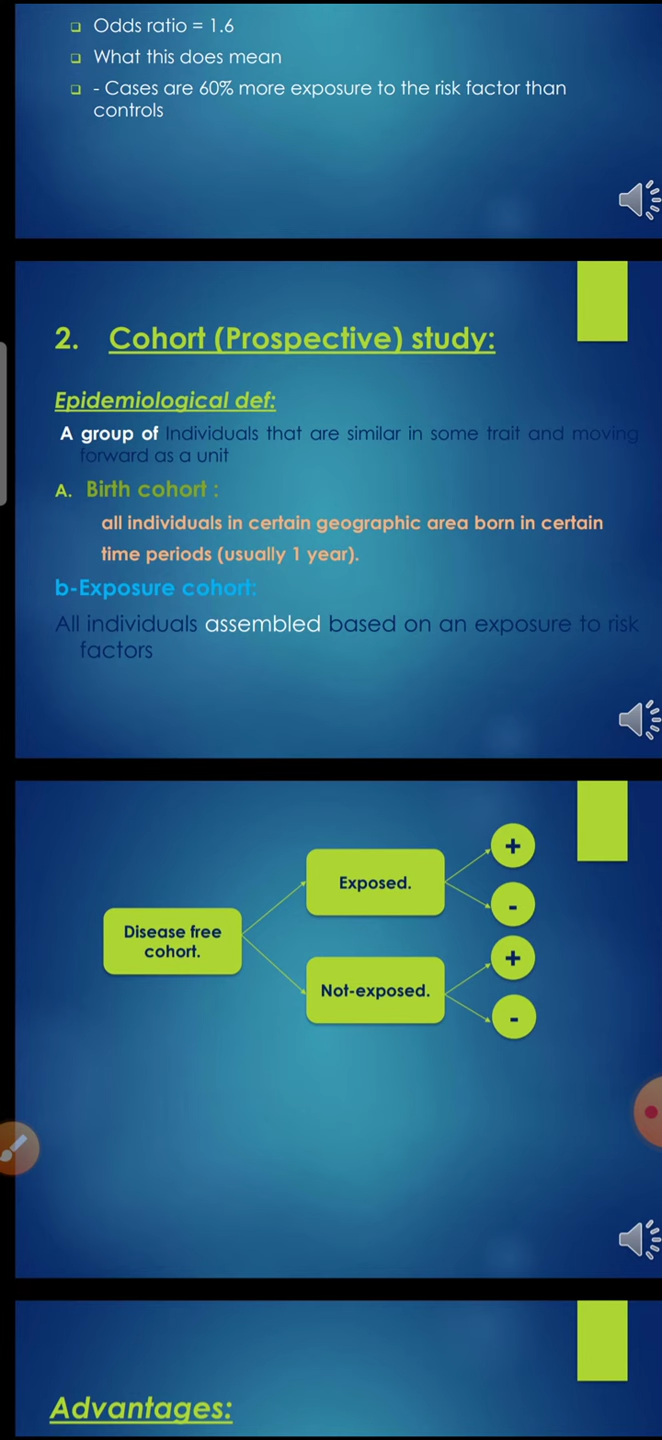 Odds ratio = 1.6
What this does mean
- Cases are 60% more exposure to the risk factor than
controls
2. Cohort (Prospective) study:
Epidemiological def:
A group of Individuals that are similar in some trait and moving
forward as a unit
A. Birth cohort :
all individuals in certain geographic area born in certain
time periods (usually 1 year).
b-Exposure cohort:
All individuals assembled based on an exposure to risk
factors
Disease free
cohort.
Exposed.
+
-
Not-exposed.
+
-
Advantages: